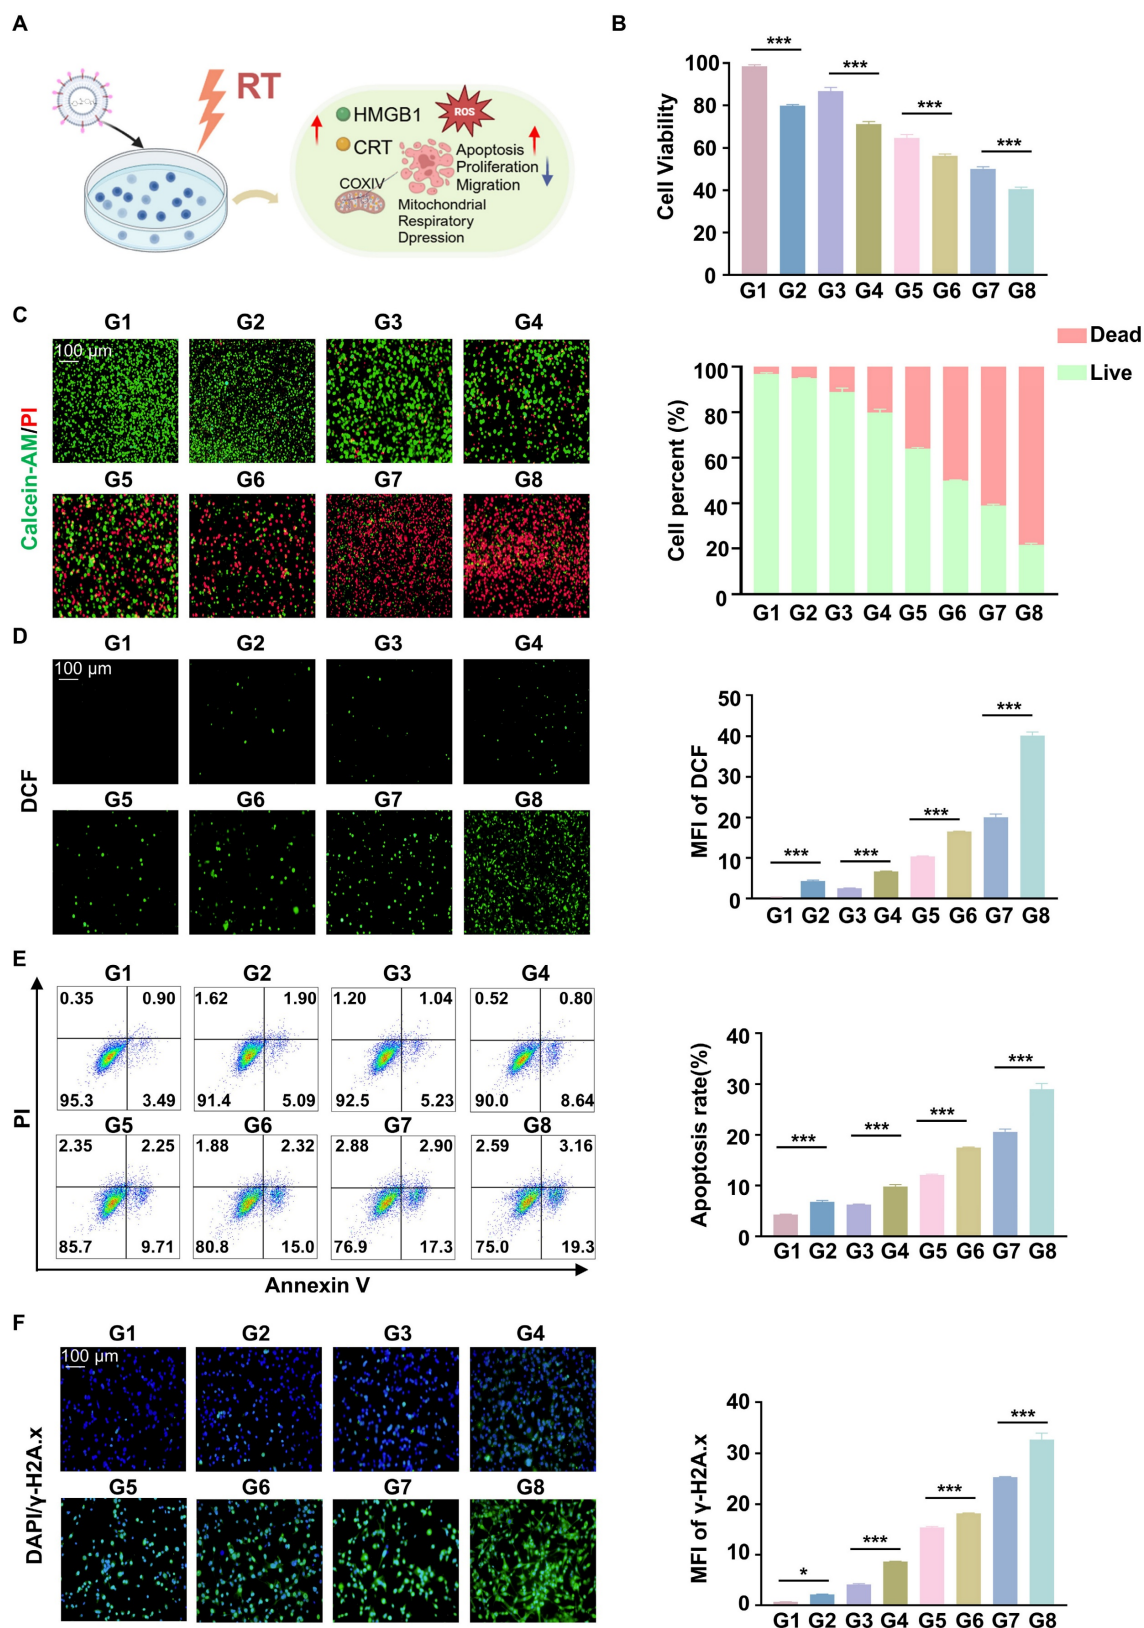 A
RT
HMGB1
ROS
CRT
Apoptosis
Proliferation
Migration
COXIV
Mitochondrial
Respiratory
Dpression
B
Cell Viability
100
80
60
40
20
0
***
***
***
***
G1 G2 G3 G4 G5 G6 G7 G8
C
Calcein-AM/PI
G1 G2 G3 G4
100 µm
G5 G6 G7 G8
Dead
Live
Cell percent (%)
100
80
60
40
20
0
G1 G2 G3 G4 G5 G6 G7 G8
D
DCF
G1 G2 G3 G4
100 µm
G5 G6 G7 G8
MFI of DCF
50
40
30
20
10
0
***
***
***
***
G1 G2 G3 G4 G5 G6 G7 G8
E
PI
G1 G2 G3 G4
0.35 0.90 1.62 1.90 1.20 1.04 0.52 0.80
95.3 3.49 91.4 5.09 92.5 5.23 90.0 8.64
G5 G6 G7 G8
2.35 2.25 1.88 2.32 2.88 2.90 2.59 3.16
85.7 9.71 80.8 15.0 76.9 17.3 75.0 19.3
Annexin V
Apoptosis rate(%)
40
30
20
10
0
***
***
***
***
G1 G2 G3 G4 G5 G6 G7 G8
F
DAPI/γ-H2A.x
G1 G2 G3 G4
100 µm
G5 G6 G7 G8
MFI of γ-H2A.x
40
30
20
10
0
*
***
***
***
G1 G2 G3 G4 G5 G6 G7 G8